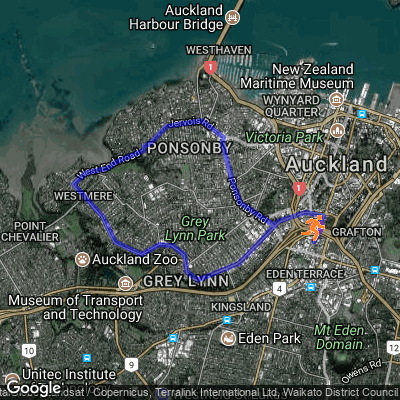 Auckland
Harbour Bridge
WESTHAVEN
1
New Zealand
Maritime Museum
WYNYARD
QUARTER
Jervois Rd
Victoria Park
PONSONBY
Auckland
West End Road
1
Ponsonby Rd
WESTMERE
POINT
CHEVALIER
Grey
Lynn Park
GRAFTON
Auckland Zoo
EDEN TERRACE
GREY LYNN
4
Museum of Transport
and Technology
KINGSLAND
Eden Park
Mt Eden
Domain
10
9
4
12
Owens Rd
Unitec Institute
Google
Landsat / Copernicus, Terralink International Ltd, Waikato District Council